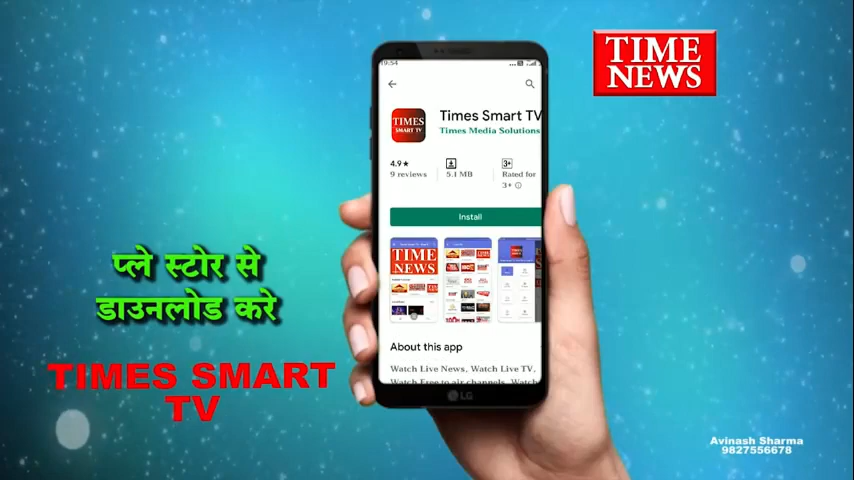 TIME
NEWS
19:54
Times Smart TV
TIMES
SMART TV
Times Media Solutions
4.9★
9 reviews
5.1 MB
3+
Rated for
3+
Install
TIME
NEWS
About this app
Watch Live News, Watch Live TV,
Watch Free to air channels, Watch
LG
प्ले स्टोर से
डाउनलोड करे
TIMES SMART
TV
Avinash Sharma
9827556678